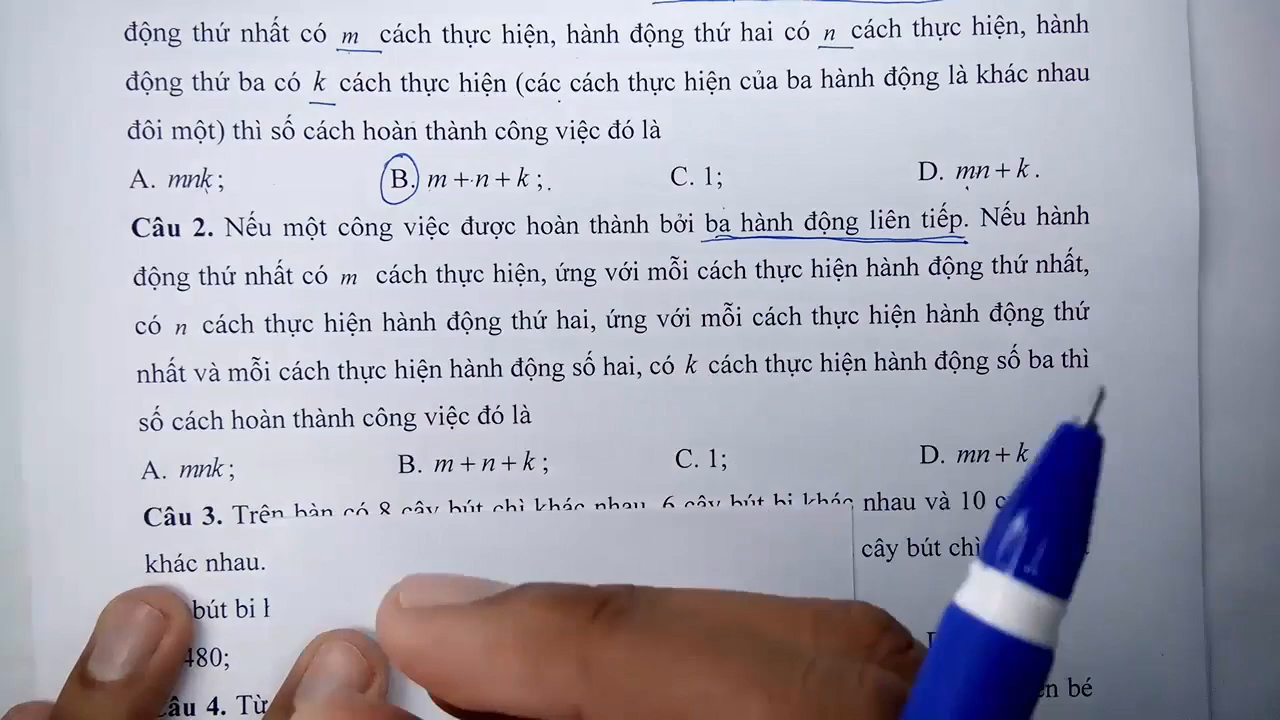 động thứ nhất có m cách thực hiện, hành động thứ hai có n cách thực hiện, hành
động thứ ba có k cách thực hiện (các cách thực hiện của ba hành động là khác nhau
đôi một) thì số cách hoàn thành công việc đó là
A. mnk; B. m + n + k; C. 1; D. mn + k.
Câu 2. Nếu một công việc được hoàn thành bởi ba hành động liên tiếp. Nếu hành
động thứ nhất có m cách thực hiện, ứng với mỗi cách thực hiện hành động thứ nhất,
có n cách thực hiện hành động thứ hai, ứng với mỗi cách thực hiện hành động thứ
nhất và mỗi cách thực hiện hành động số hai, có k cách thực hiện hành động số ba thì
số cách hoàn thành công việc đó là
A. mnk; B. m + n + k; C. 1; D. mn + k
Câu 3. Trên bàn có 8 cây bút chì khác nhau, 6 cây bút bi khác nhau và 10
khác nhau. cây bút chì
bút bi
480;
Câu 4. Từ bé